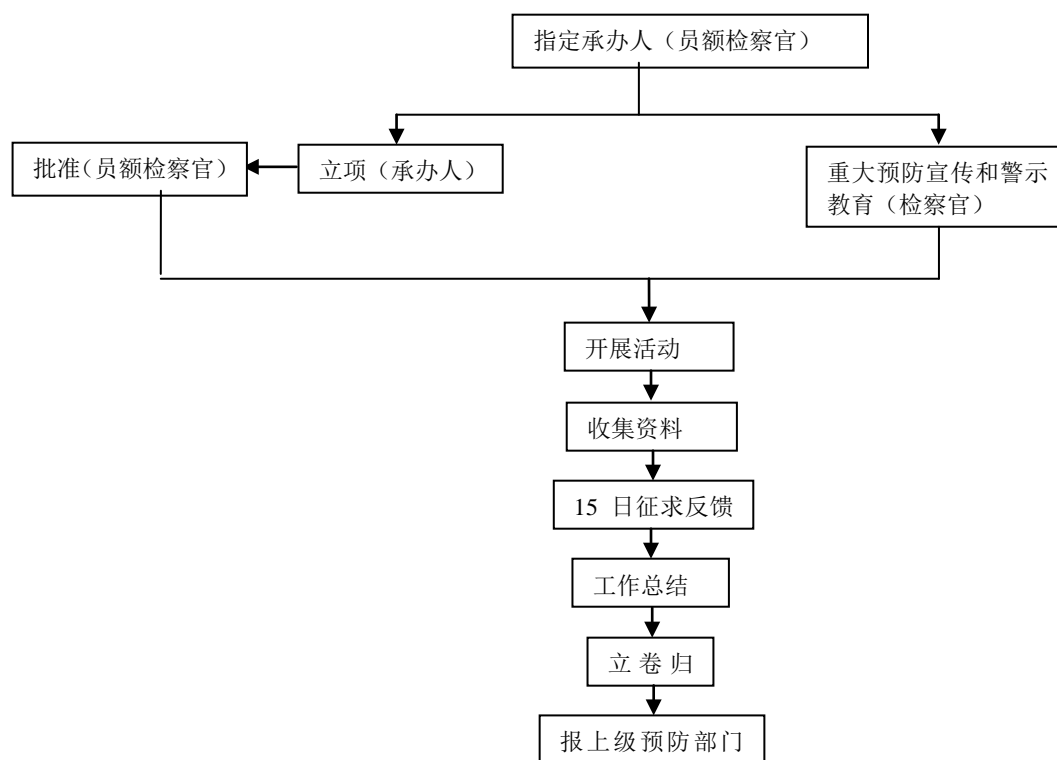 指定承办人（员额检察官）
批准（员额检察官）
立项（承办人）
重大预防宣传和警示
教育（检察官）
开展活动
收集资料
15 日征求反馈
工作总结
立 卷 归
报上级预防部门